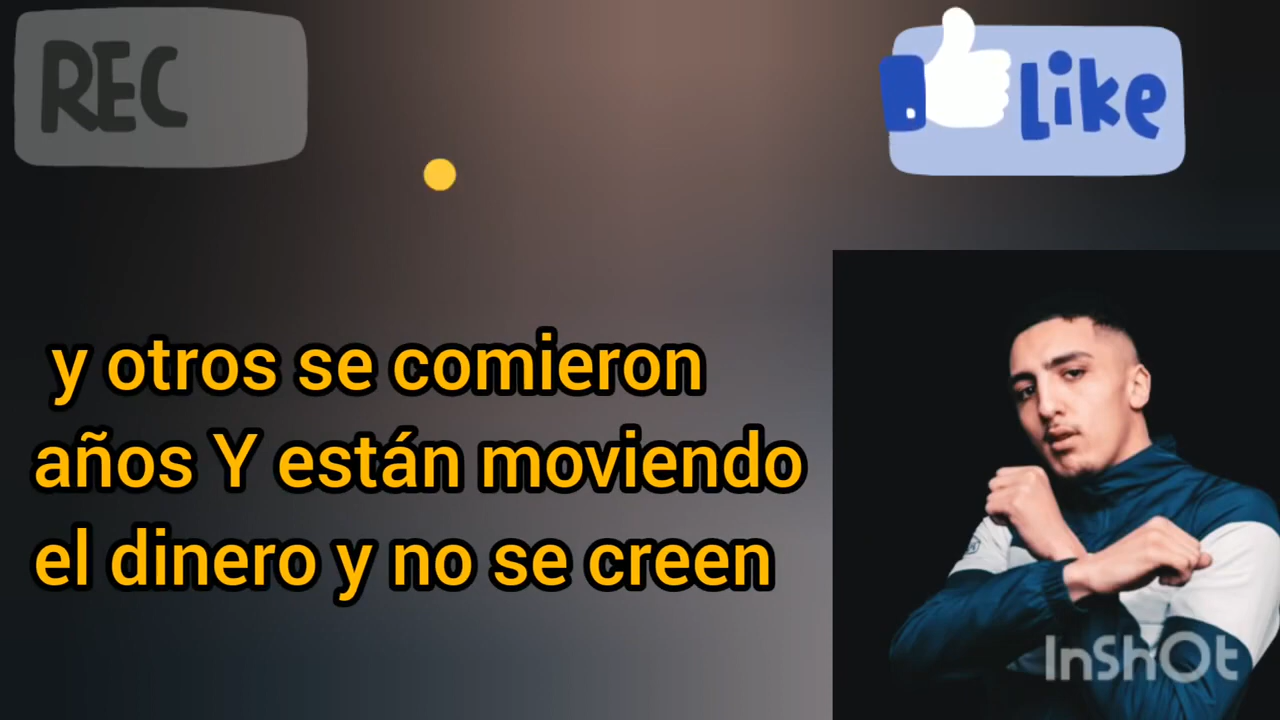 REC
Like
y otros se comieron
años Y están moviendo
el dinero y no se creen
InShOt